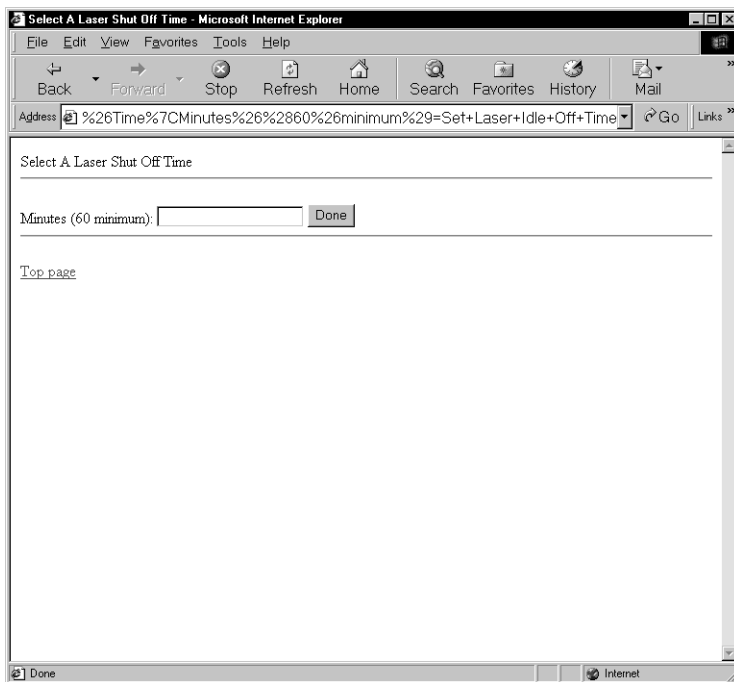 Select A Laser Shut Off Time - Microsoft Internet Explorer
File Edit View Favorites Tools Help
Back Forward Stop Refresh Home Search Favorites History Mail »
Address %26Time%7CMinutes%26%2860%26minimum%29=Set+Laser+Idle+Off+Time Go Links »
Select A Laser Shut Off Time
Minutes (60 minimum): Done
Top page
Done Internet